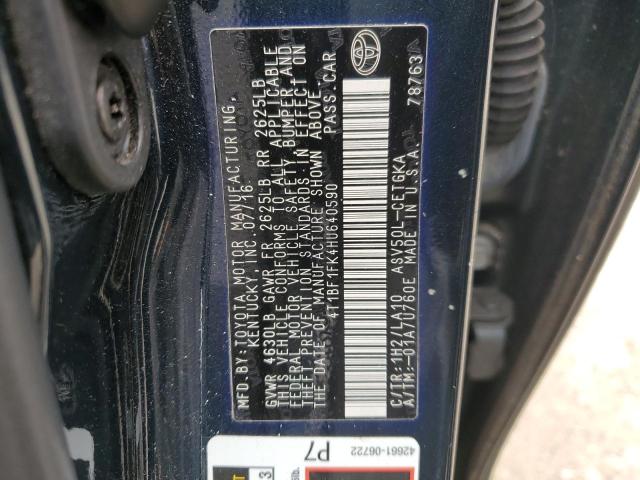 MFD. BY: TOYOTA MOTOR MANUFACTURING,
KENTUCKY, INC. 07/16
GVWR 4630LB GAWR FR 2625LB RR 2625LB
THIS VEHICLE CONFORMS TO ALL APPLICABLE
FEDERAL MOTOR VEHICLE SAFETY, BUMPER, AND
THEFT PREVENTION STANDARDS IN EFFECT ON
THE DATE OF MANUFACTURE SHOWN ABOVE.
4T1BF1FK4HU640590 PASS. CAR
C/TR: 1H2/LA10 ASV50L-CETGKA
A/TM:-01A/U760E MADE IN U.S.A.
78763
42661-06722
P7